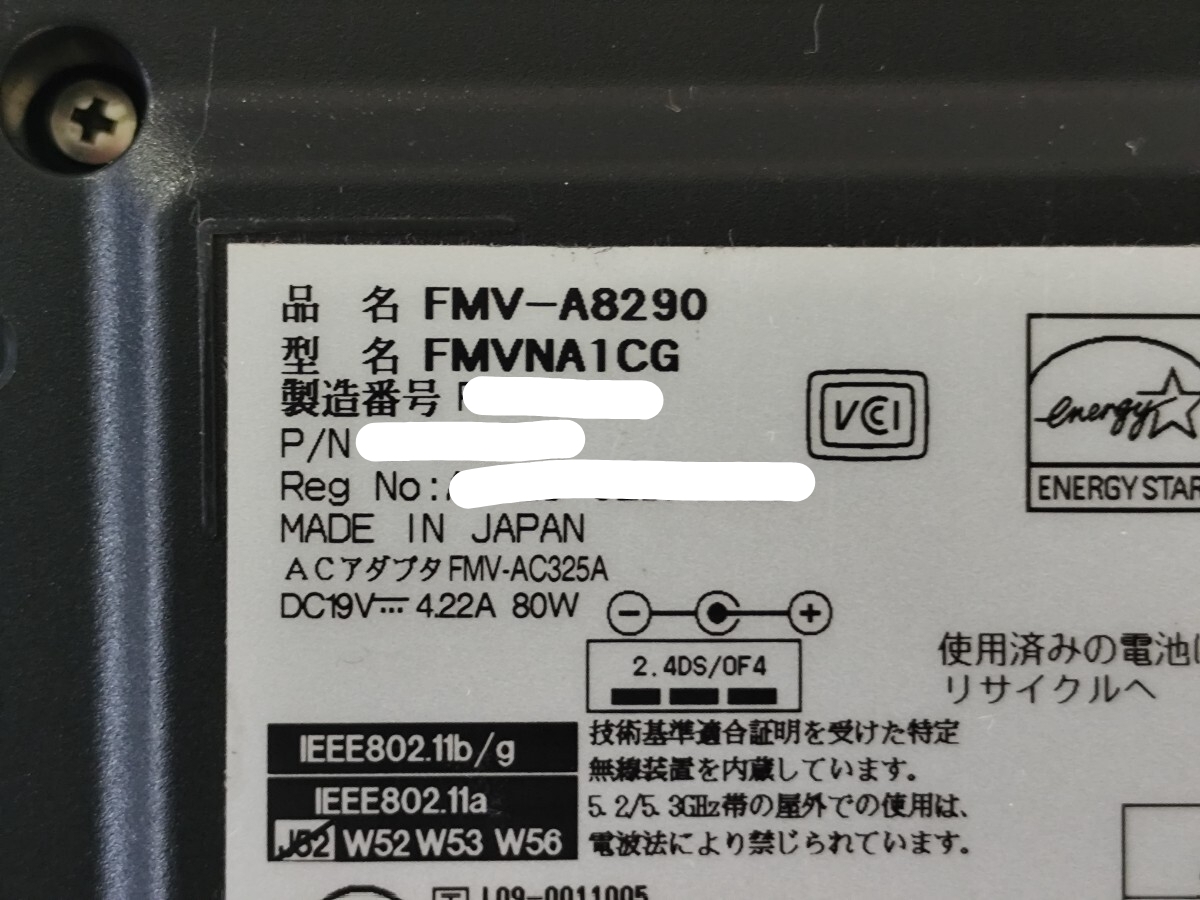 品 名 FMV-A8290
型 名 FMVNA1CG
製造番号
P/N
Reg No:
MADE IN JAPAN
ACアダプタ FMV-AC325A
DC19V⎓ 4.22A 80W
VCCI
energy
ENERGY STAR
2.4DS/OF4
使用済みの電池は
リサイクルへ
IEEE802.11b/g
IEEE802.11a
J52 W52 W53 W56
技術基準適合証明を受けた特定
無線装置を内蔵しています。
5.2/5.3GHz帯の屋外での使用は、
電波法により禁じられています。
T L09-0011005